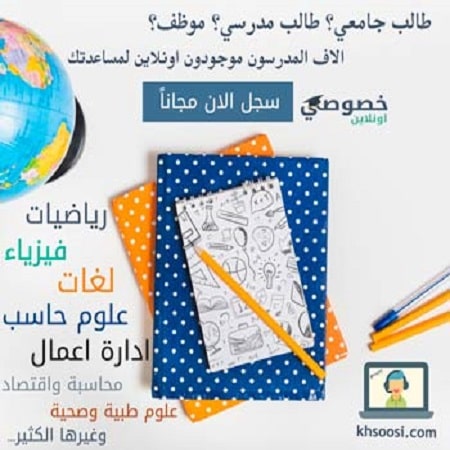 طالب جامعي؟ طالب مدرسي؟ موظف؟
الاف المدرسون موجودون اونلاين لمساعدتك
سجل الان مجاناً
خصوصي
اونلاين
رياضيات
فيزياء
لغات
علوم حاسب
ادارة اعمال
محاسبة واقتصاد
علوم طبية وصحية
وغيرها الكثير...
khsoosi.com